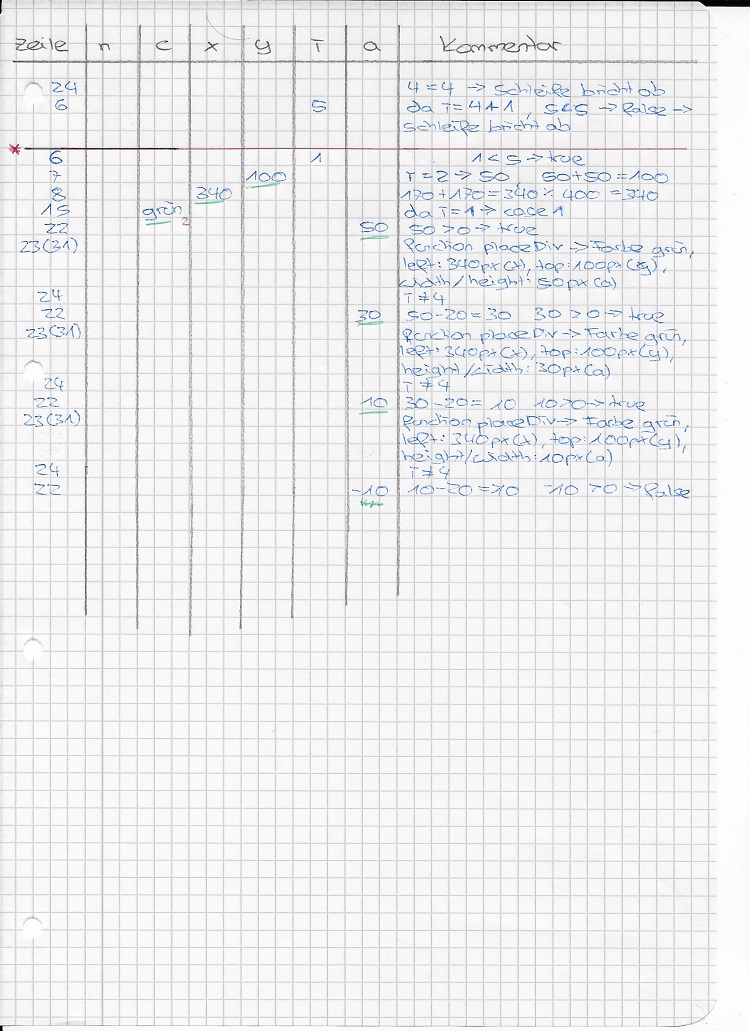 Zeile n c x y T a Kommentar
24 4=4 → Schleife bricht ab
6 5 da T=4+1, 5<5 → false →
schleife bricht ab
*
6 1 1<5 → true
7 100 T=2 → 50, 50+50=100
8 340 170+170=340 % 400 =340
15 grün 2 da T=1 → case 1
22 50 50>0 → true
23(31) function placeDiv → Farbe grün,
left: 340px(x), top: 100px(y),
width/height: 50px(a)
24 T≠4
22 30 50-20=30 30>0 → true
23(31) function placeDiv → Farbe grün,
left: 340px(x), top: 100px(y),
height/width: 30px(a)
24 T≠4
22 10 30-20=10 10>0 → true
23(31) function placeDiv → Farbe grün,
left: 340px(x), top: 100px(y),
height/width: 10px(a)
24 T≠4
22 -10 10-20=-10 -10>0 → false